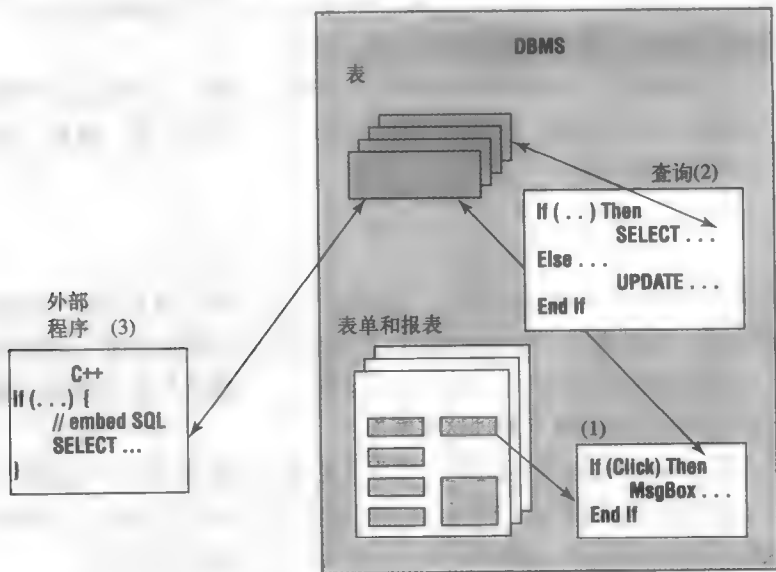 DBMS
表
查询(2)
If ( . . ) Then
SELECT . . .
Else . . .
UPDATE . . .
End If
外部
程序 (3)
C++
If (. . .) {
// embed SQL
SELECT ...
}
表单和报表
(1)
If (Click) Then
MsgBox . . .
End If